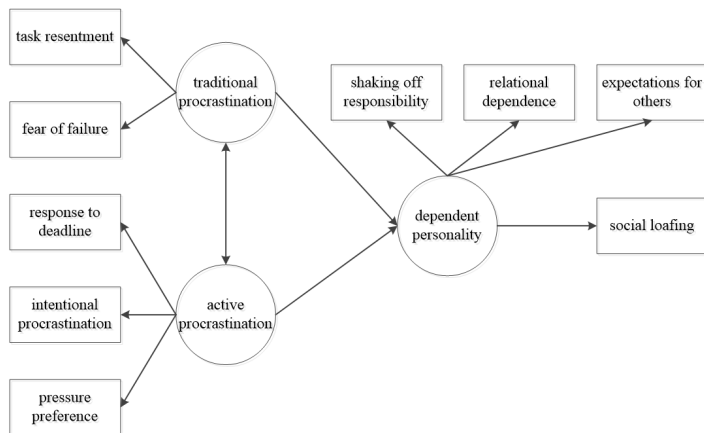 task resentment
fear of failure
response to
deadline
intentional
procrastination
pressure
preference
traditional
procrastination
active
procrastination
shaking off
responsibility
relational
dependence
expectations for
others
dependent
personality
social loafing